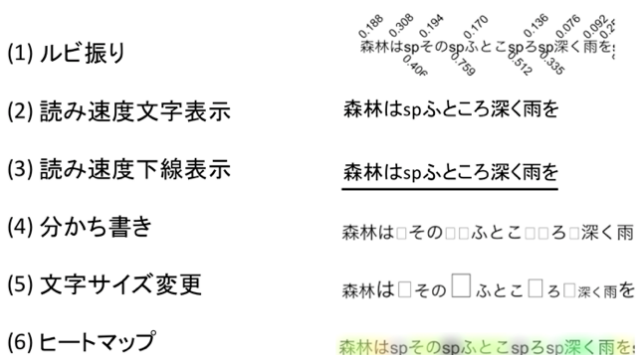 (1) ルビ振り
0.188 0.308 0.194 0.170 0.136 0.076 0.092
森林はspそのspふとこspろspろ深く雨を
0.406 0.759 0.512 0.335
(2) 読み速度文字表示
森林はspふところ深く雨を
(3) 読み速度下線表示
森林はspふところ深く雨を
(4) 分かち書き
森林は□その□□ふとこ□□ろ□深く雨
(5) 文字サイズ変更
森林は□その□ふとこ□ろ□深く雨を
(6) ヒートマップ
森林はspそのspふとこspろsp深く雨を